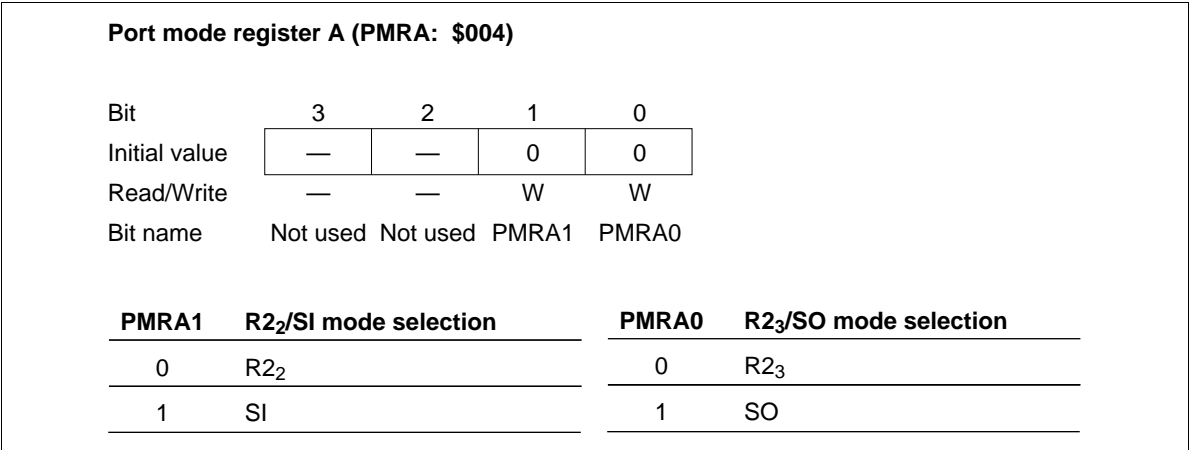 Port mode register A (PMRA: $004)
Bit 3 2 1 0
Initial value — — 0 0
Read/Write — — W W
Bit name Not used Not used PMRA1 PMRA0
PMRA1 R2₂/SI mode selection PMRA0 R2₃/SO mode selection
0 R2₂ 0 R2₃
1 SI 1 SO